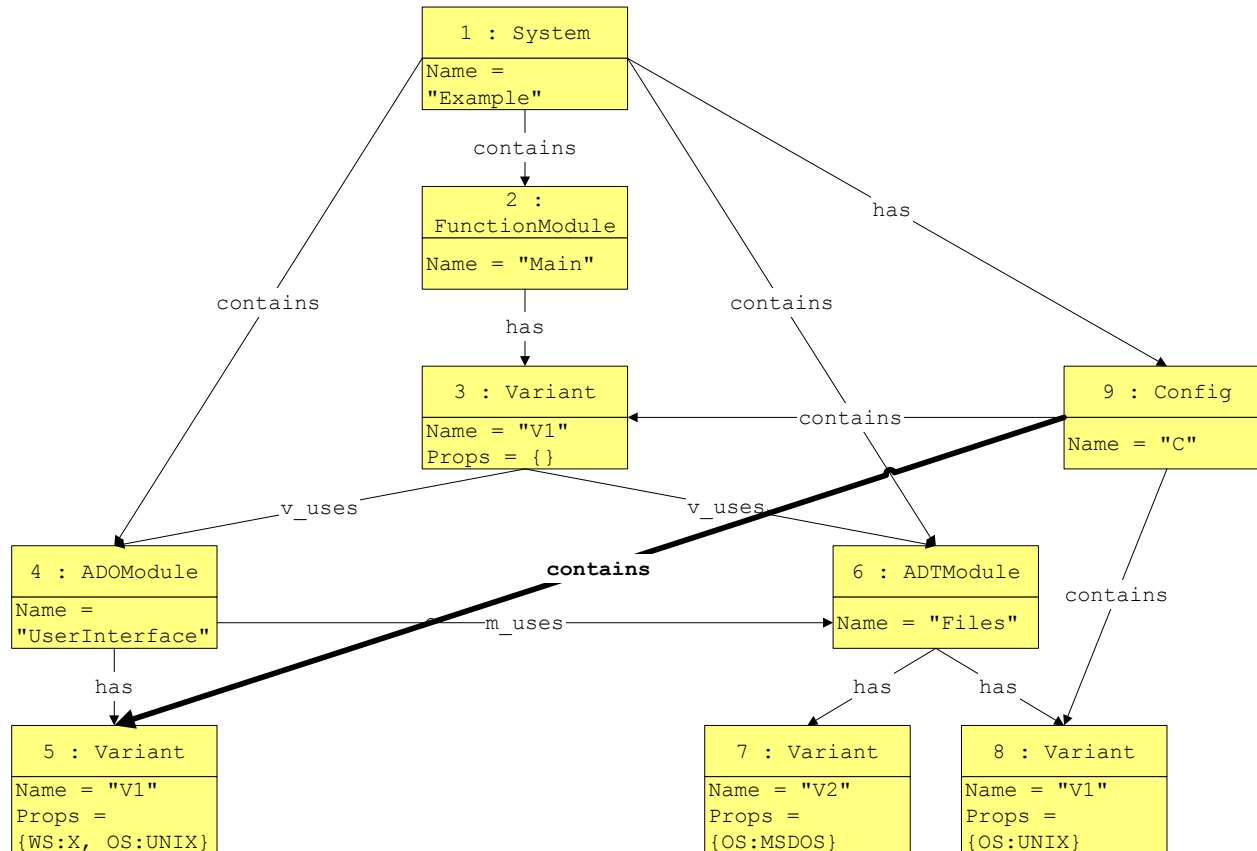 1 : System
Name =
"Example"
contains
2 :
FunctionModule
Name = "Main"
has
contains
contains
has
3 : Variant
Name = "V1"
Props = {}
contains
9 : Config
Name = "C"
v_uses
v_uses
contains
4 : ADOModule
Name =
"UserInterface"
m_uses
6 : ADTModule
Name = "Files"
contains
has
has
has
5 : Variant
Name = "V1"
Props =
{WS:X, OS:UNIX}
7 : Variant
Name = "V2"
Props =
{OS:MSDOS}
8 : Variant
Name = "V1"
Props =
{OS:UNIX}